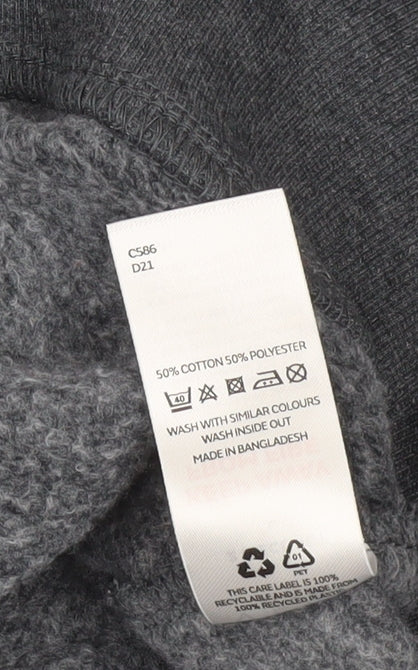 C586
D21
50% COTTON 50% POLYESTER
40
WASH WITH SIMILAR COLOURS
WASH INSIDE OUT
MADE IN BANGLADESH
01
PET
THIS CARE LABEL IS 100%
RECYCLABLE AND IS MADE FROM
100% RECYCLED PLASTIC